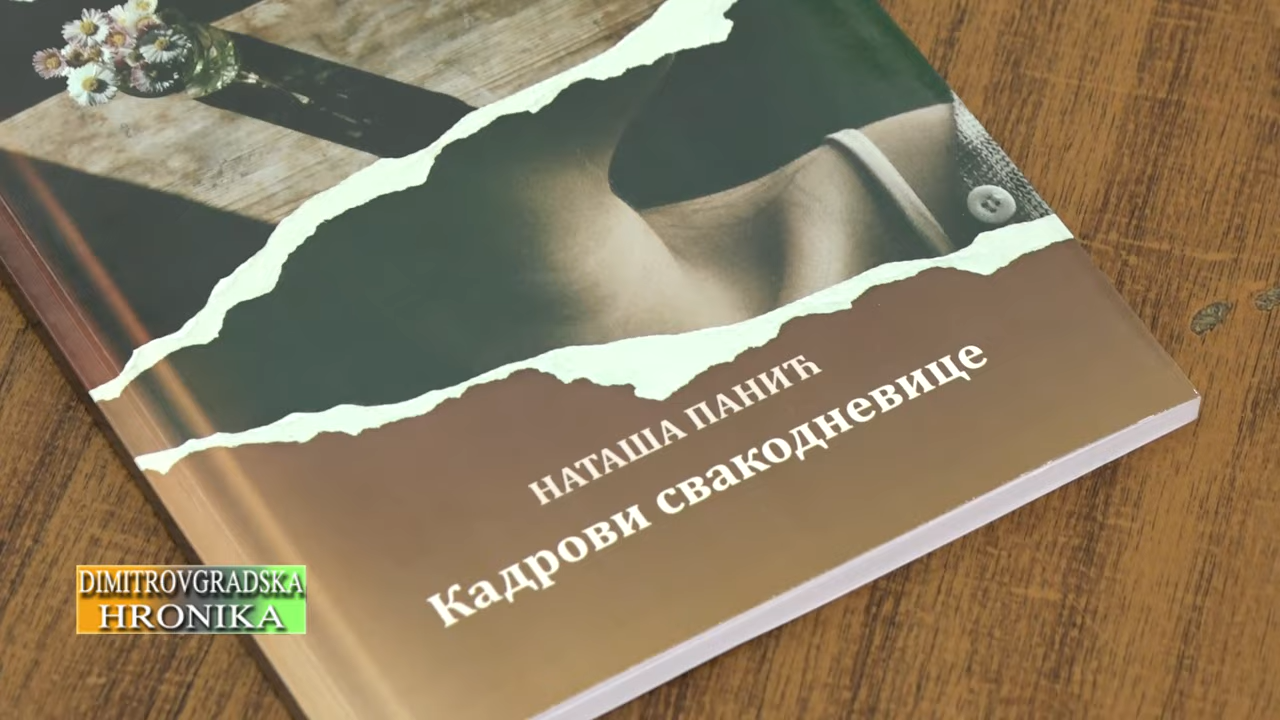 НАТАША ПАНИЋ
Кадрови свакодневице
DIMITROVGRADSKA
HRONIKA